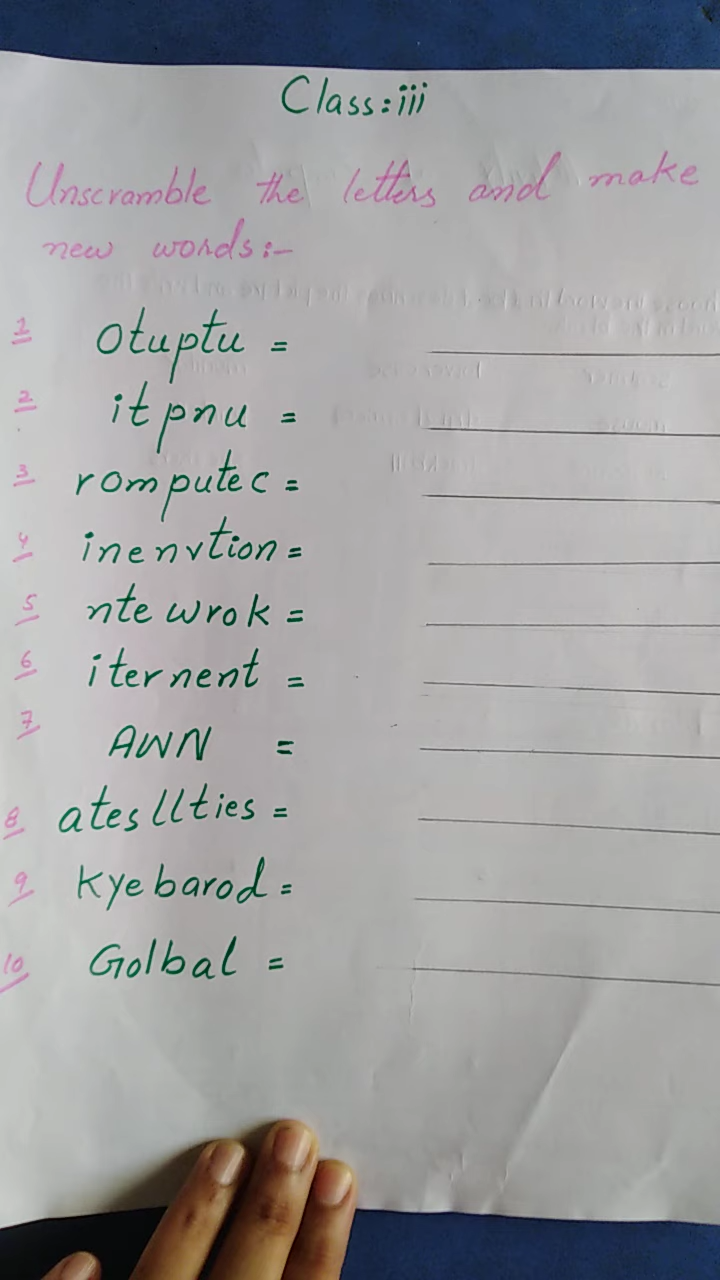 Class:iii
Unscramble the letters and make
new words:-
1 Otuptu =
2 itpnu =
3 romputec =
4 inenvtion =
5 ntewrok =
6 iternent =
7 AWN =
8 atesllties =
9 Kyebarod =
10 Golbal =